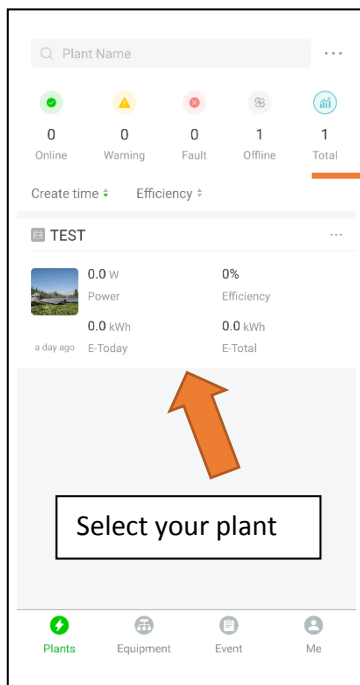 Plant Name
0 0 0 1 1
Online Warning Fault Offline Total
Create time Efficiency
TEST
0.0 W 0%
Power Efficiency
0.0 kWh 0.0 kWh
a day ago E-Today E-Total
Select your plant
Plants Equipment Event Me